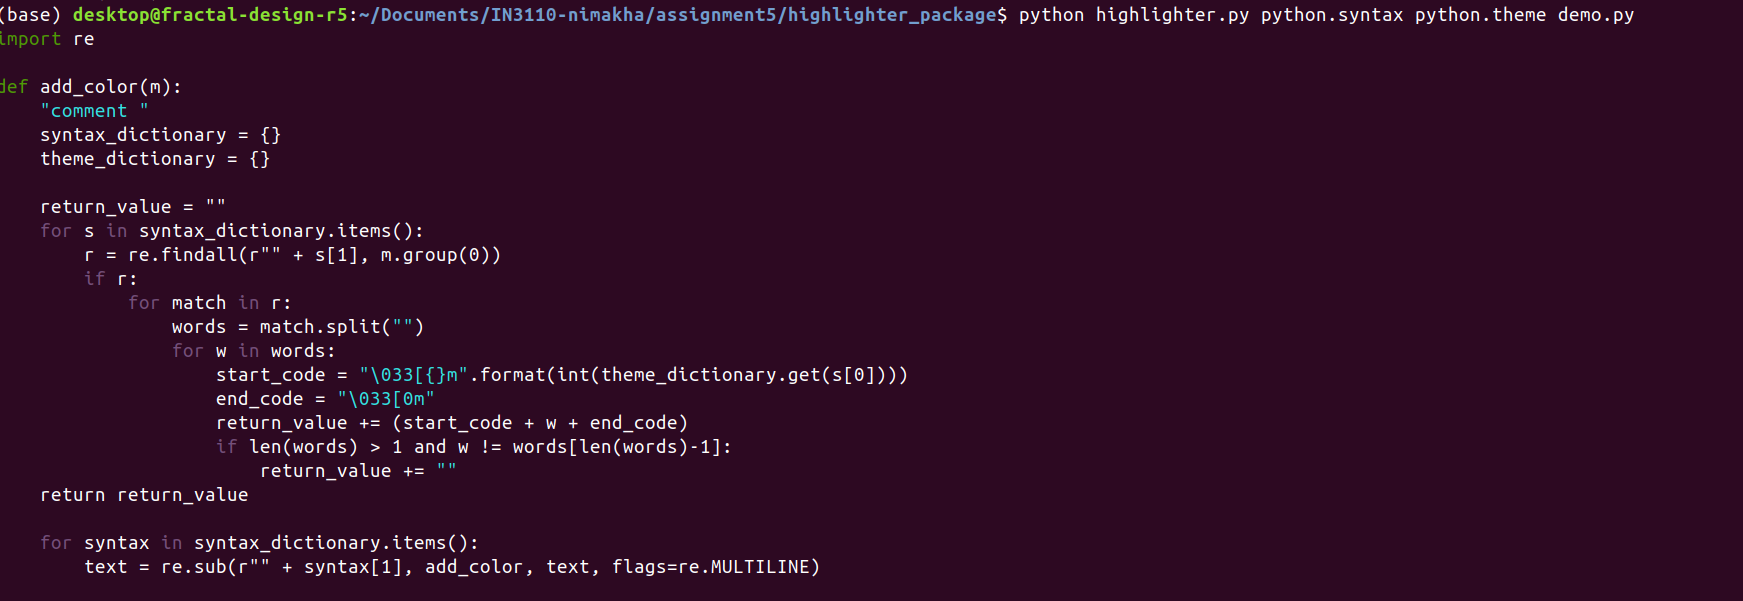 (base) desktop@fractal-design-r5:~/Documents/IN3110-nimakha/assignment5/highlighter_package$ python highlighter.py python.syntax python.theme demo.py
import re

def add_color(m):
    "comment "
    syntax_dictionary = {}
    theme_dictionary = {}

    return_value = ""
    for s in syntax_dictionary.items():
        r = re.findall(r"" + s[1], m.group(0))
        if r:
            for match in r:
                words = match.split("")
                for w in words:
                    start_code = "\033[{}m".format(int(theme_dictionary.get(s[0])))
                    end_code = "\033[0m"
                    return_value += (start_code + w + end_code)
                    if len(words) > 1 and w != words[len(words)-1]:
                        return_value += ""
    return return_value

    for syntax in syntax_dictionary.items():
        text = re.sub(r"" + syntax[1], add_color, text, flags=re.MULTILINE)